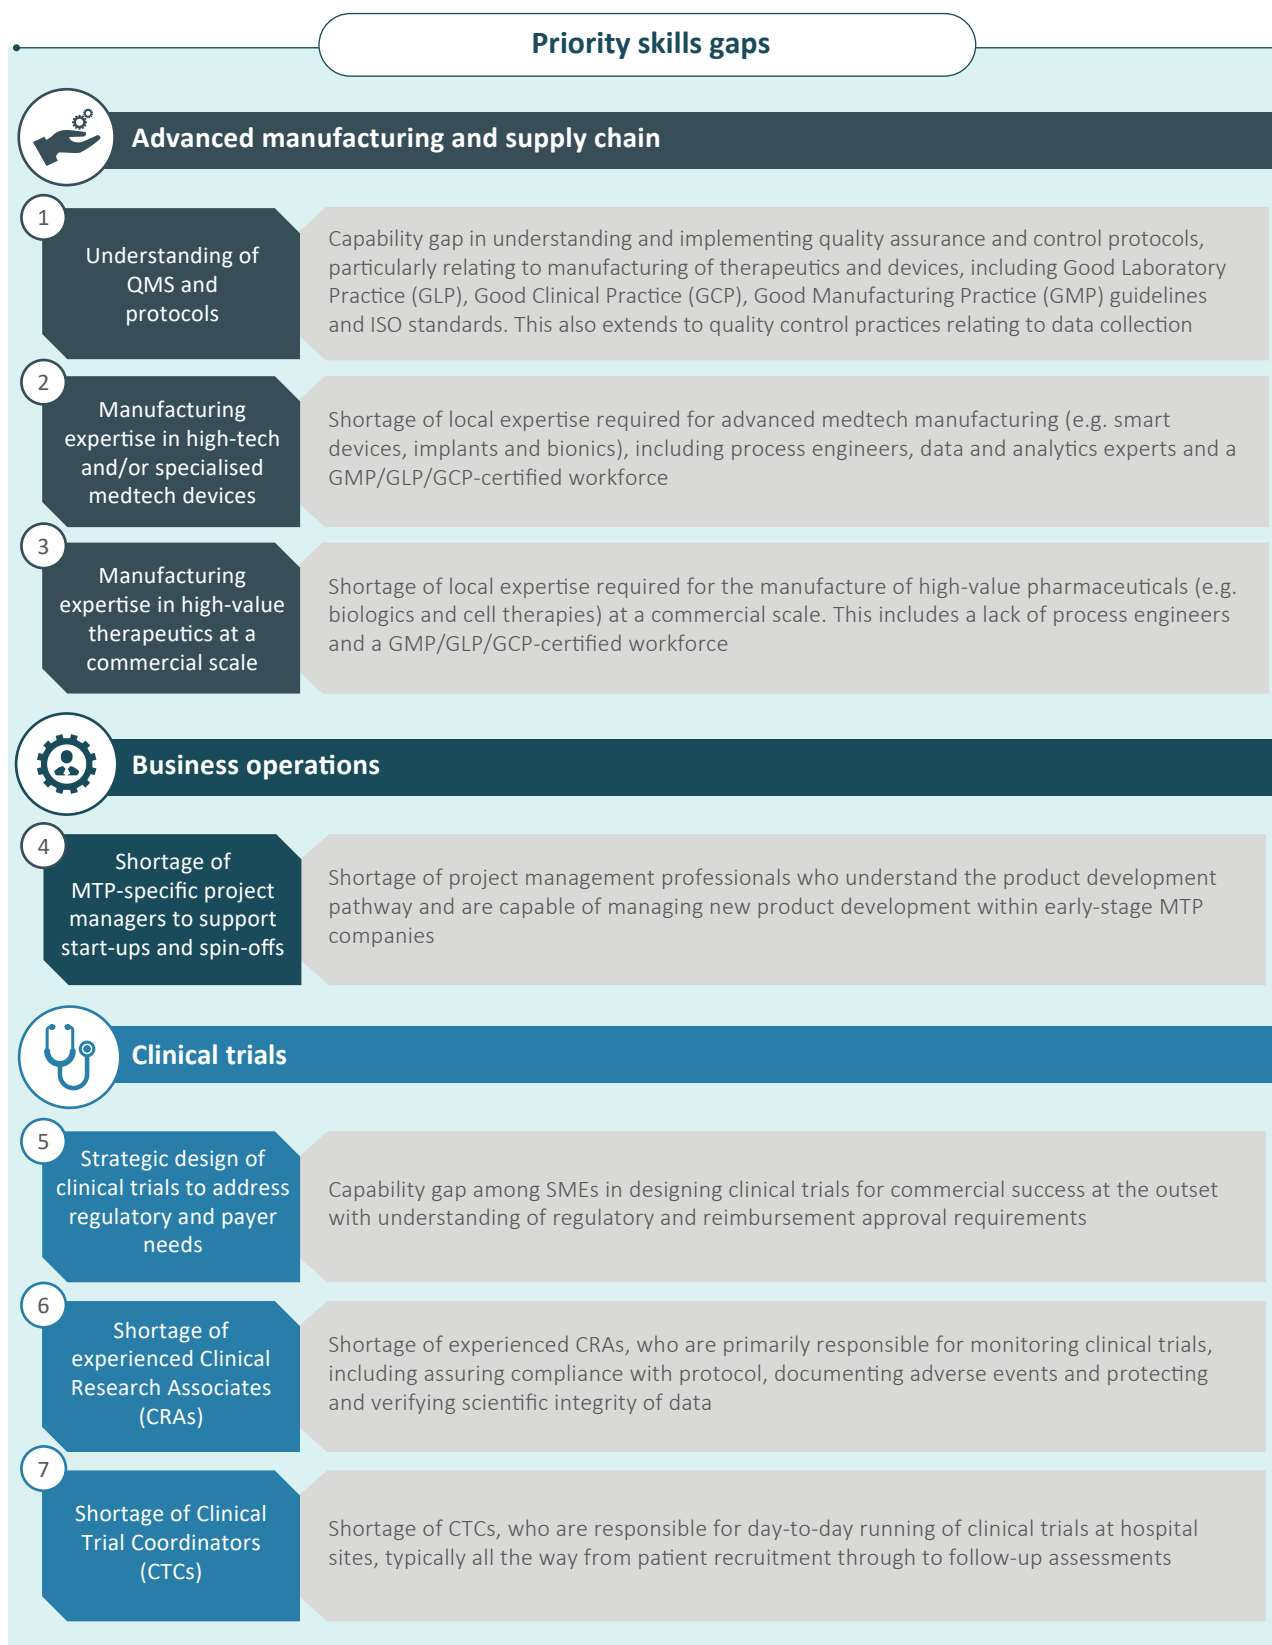 Priority skills gaps
Advanced manufacturing and supply chain
1
Understanding of
QMS and
protocols
Capability gap in understanding and implementing quality assurance and control protocols,
particularly relating to manufacturing of therapeutics and devices, including Good Laboratory
Practice (GLP), Good Clinical Practice (GCP), Good Manufacturing Practice (GMP) guidelines
and ISO standards. This also extends to quality control practices relating to data collection
2
Manufacturing
expertise in high-tech
and/or specialised
medtech devices
Shortage of local expertise required for advanced medtech manufacturing (e.g. smart
devices, implants and bionics), including process engineers, data and analytics experts and a
GMP/GLP/GCP-certified workforce
3
Manufacturing
expertise in high-value
therapeutics at a
commercial scale
Shortage of local expertise required for the manufacture of high-value pharmaceuticals (e.g.
biologics and cell therapies) at a commercial scale. This includes a lack of process engineers
and a GMP/GLP/GCP-certified workforce
Business operations
4
Shortage of
MTP-specific project
managers to support
start-ups and spin-offs
Shortage of project management professionals who understand the product development
pathway and are capable of managing new product development within early-stage MTP
companies
Clinical trials
5
Strategic design of
clinical trials to address
regulatory and payer
needs
Capability gap among SMEs in designing clinical trials for commercial success at the outset
with understanding of regulatory and reimbursement approval requirements
6
Shortage of
experienced Clinical
Research Associates
(CRAs)
Shortage of experienced CRAs, who are primarily responsible for monitoring clinical trials,
including assuring compliance with protocol, documenting adverse events and protecting
and verifying scientific integrity of data
7
Shortage of Clinical
Trial Coordinators
(CTCs)
Shortage of CTCs, who are responsible for day-to-day running of clinical trials at hospital
sites, typically all the way from patient recruitment through to follow-up assessments